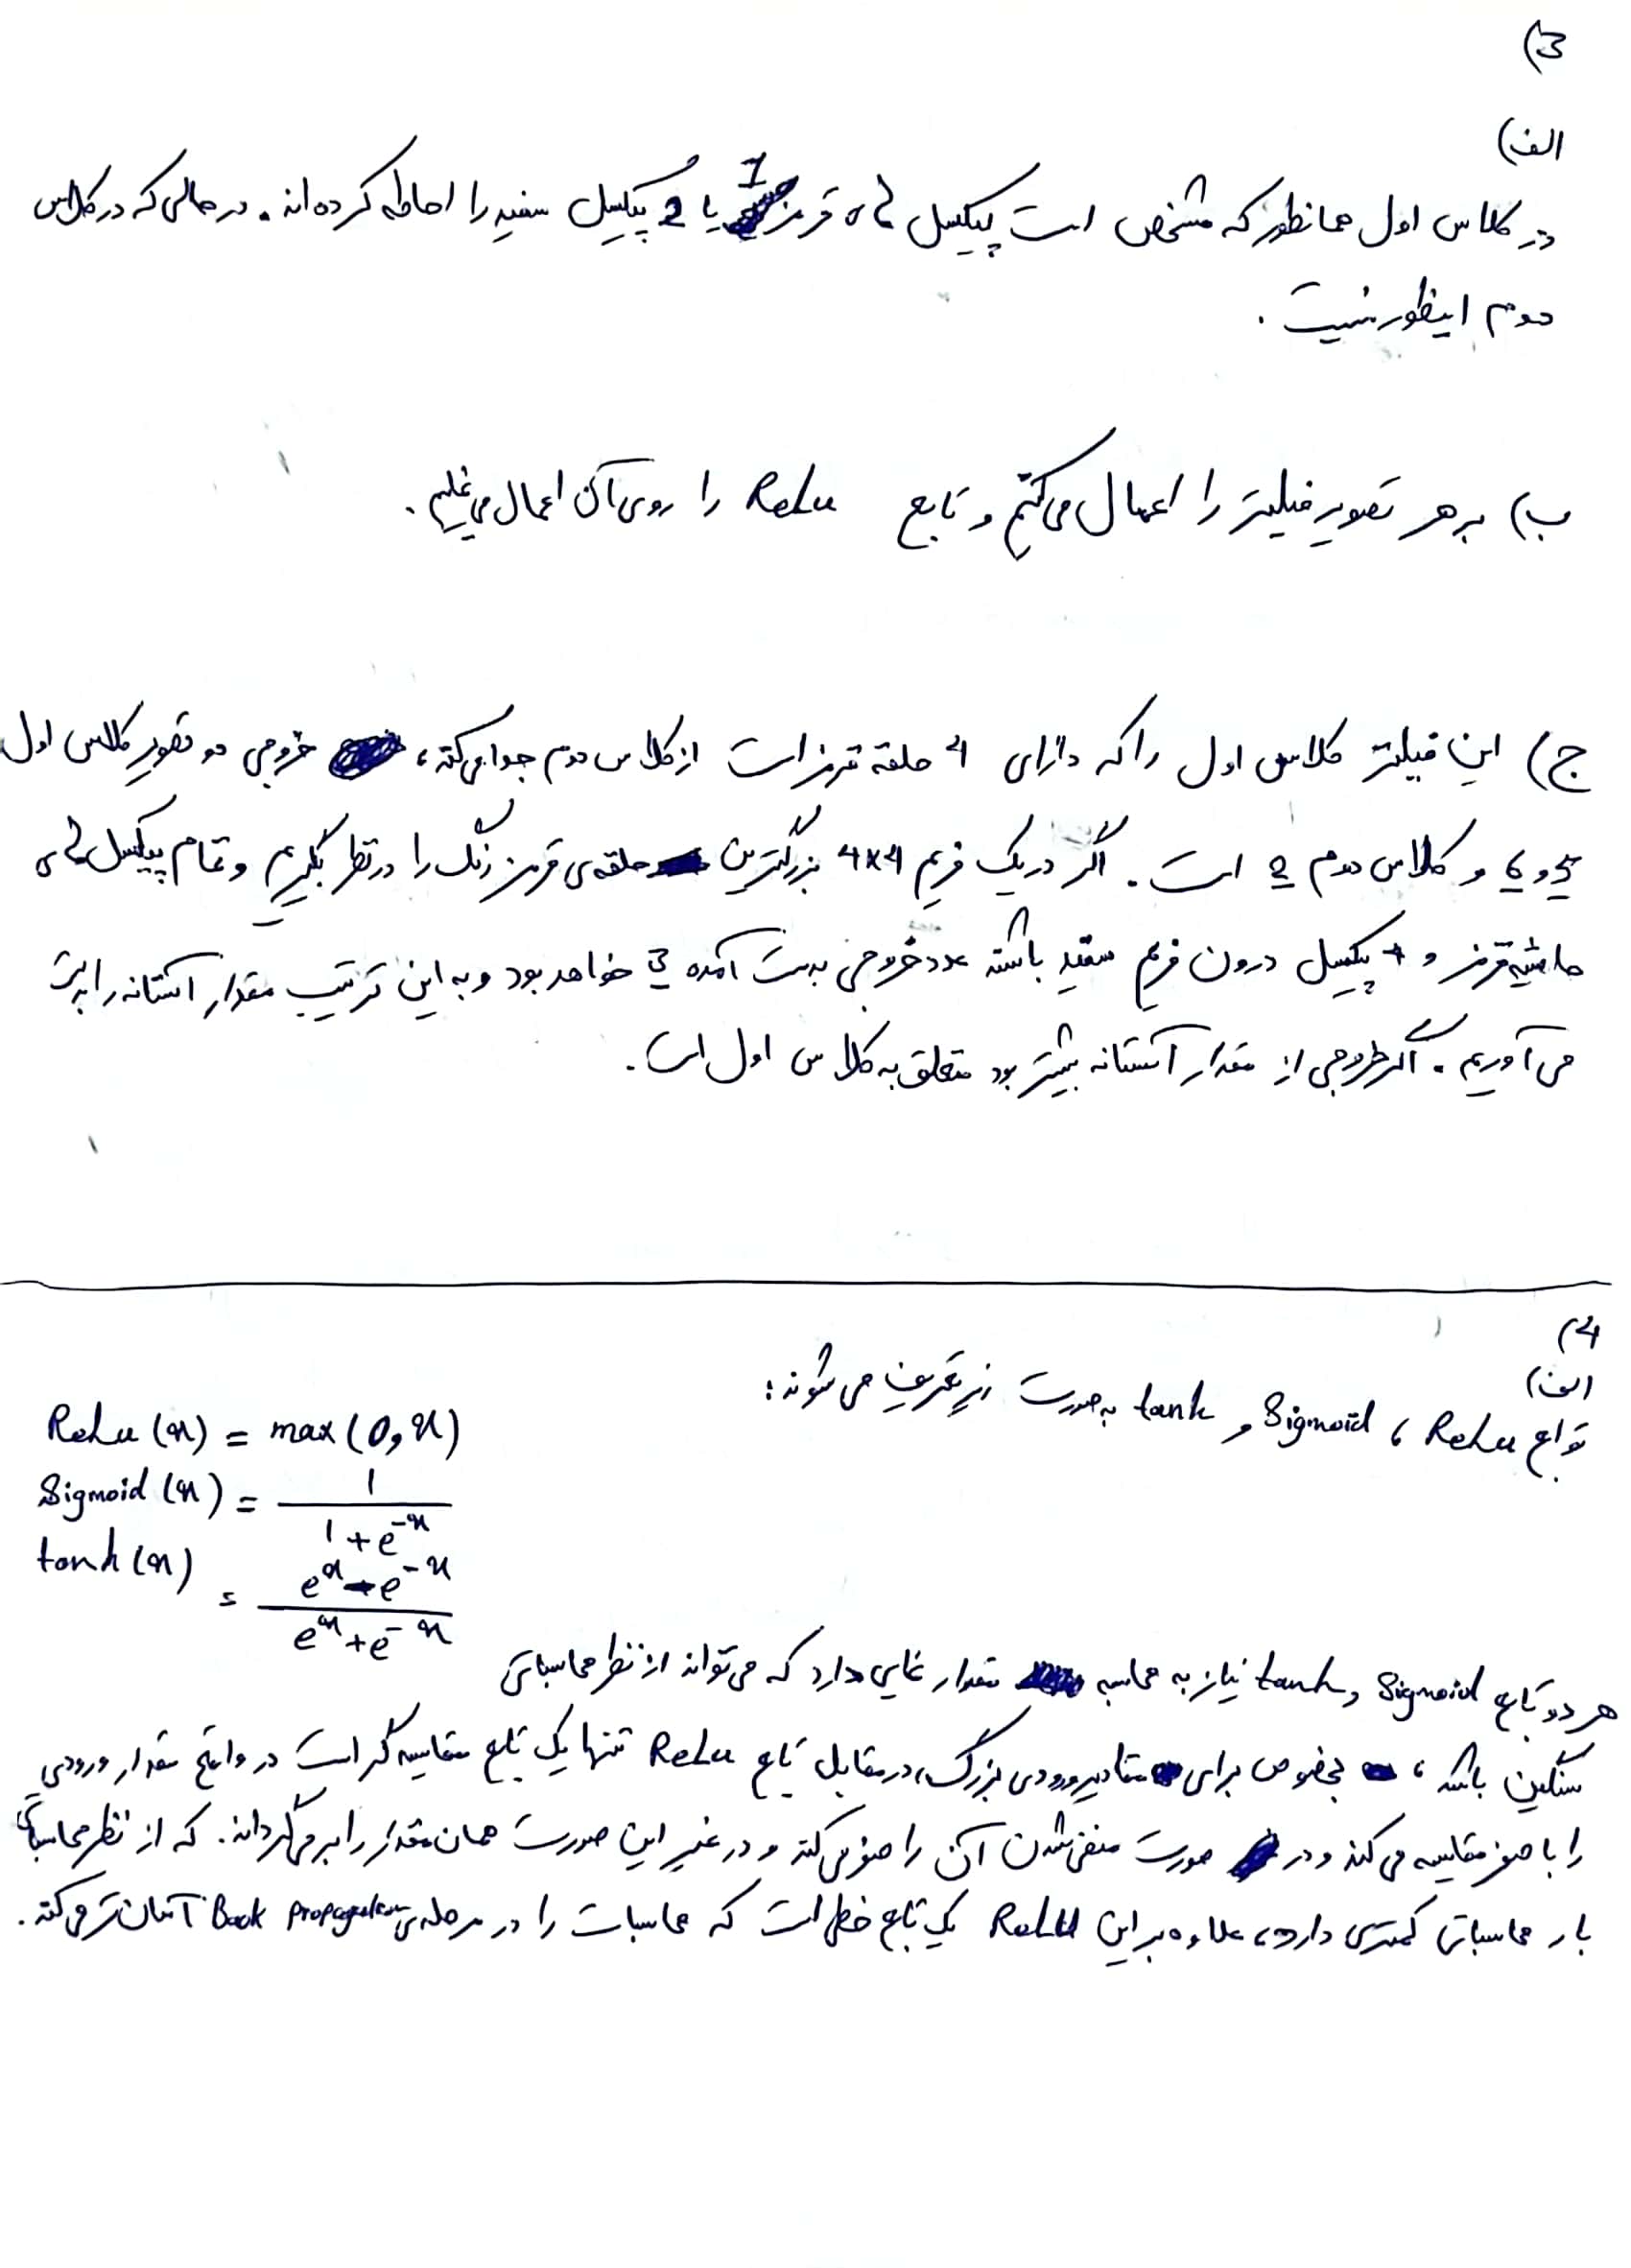 3)
الف)
در کلاس اول همانطور که مشخص است پیکسل های قرمز 1 یا 2 پیکسل سفید را احاطه کرده اند. در حالی که در کلاس
دوم اینطور نیست.
ب) بر هر تصویر فیلتر را اعمال می کنیم و تابع Relu را روی آن اعمال می نماییم.
ج) این فیلتر کلاس اول را که دارای حلقه قرمز است از کلاس دوم جدا می کند، خروجی دو تصویر کلاس اول
5 و 6 و کلاس دوم 2 است. اگر در یک فریم 4x4 بزرگترین حلقه ی قرمز رنگ را در نظر بگیریم و تمام پیکسل های
حاشیه قرمز و پیکسل درون فریم سفید باشند عدد خروجی بدست آمده خواهد بود و به این ترتیب مقدار آستانه را بدست
می آوریم. اگر خروجی از مقدار آستانه بیشتر بود متعلق به کلاس اول است.
4)
الف)
توابع Relu، Sigmoid و tanh به صورت زیر تعریف می شوند:
Relu (x) = max (0, x)
Sigmoid (x) = 1 / 1 + e^-x
tanh (x) = e^x - e^-x / e^x + e^-x
هر دو تابع Sigmoid و tanh نیاز به محاسبه مقدار نمایی دارد که می تواند از نظر محاسباتی
سنگین باشد، بخصوص برای مقادیر ورودی بزرگ، در مقابل تابع Relu تنها یک تابع مقایسه گر است در واقع مقدار ورودی
را با صفر مقایسه می کند و در صورت منفی شدن آن را صفر می کند و در غیر این صورت همان مقدار را بر می گرداند. که از نظر محاسباتی
بار محاسباتی کمتری دارد، علاوه بر این RelU یک تابع خطی است که محاسبات را در مرحله ی Back propagation آسان تر می کند.